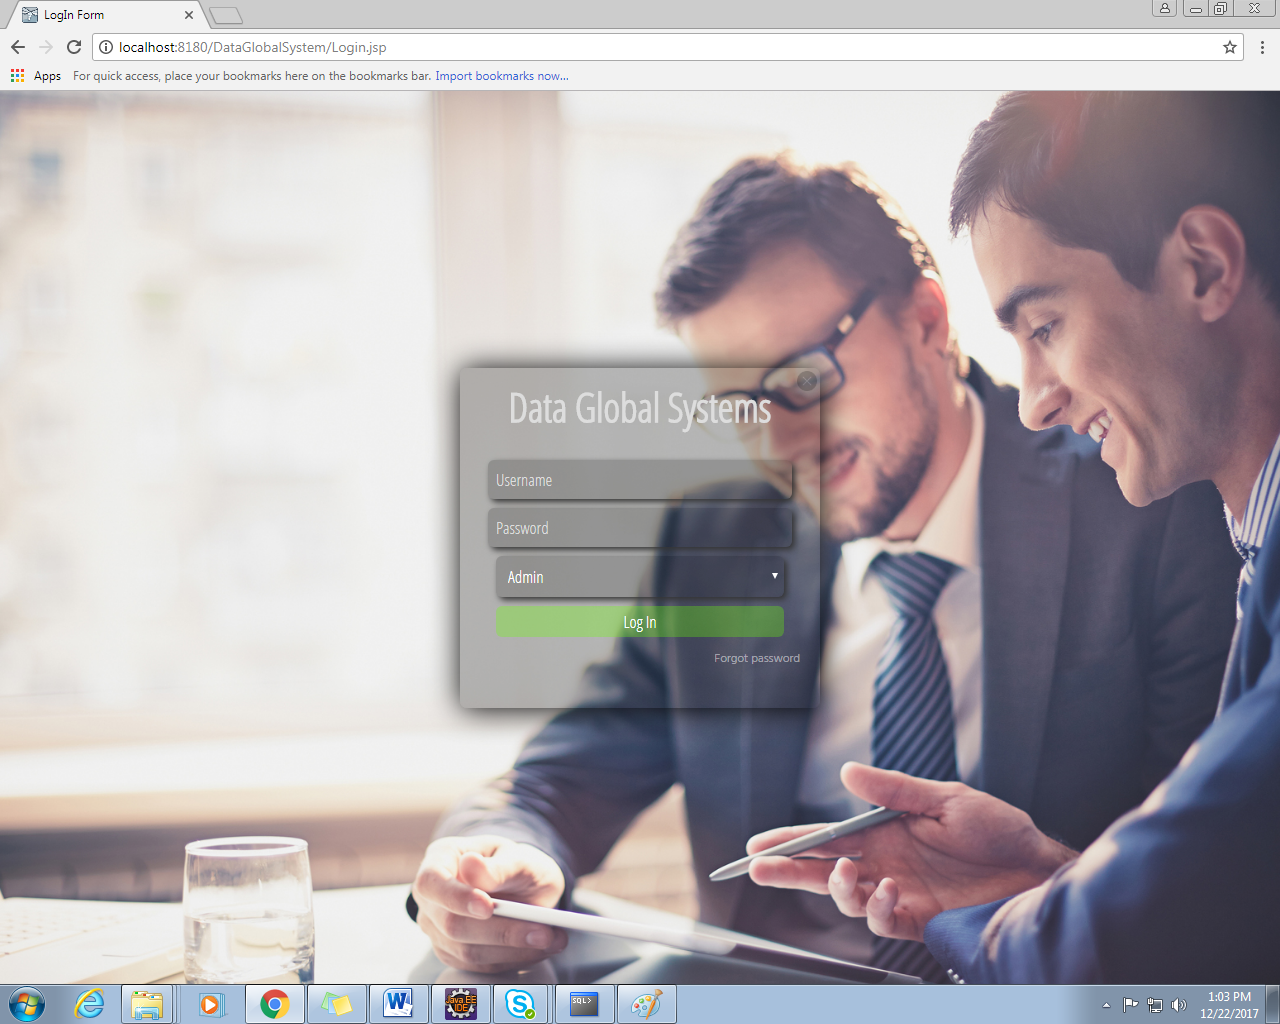 LogIn Form
localhost:8180/DataGlobalSystem/Login.jsp
Apps For quick access, place your bookmarks here on the bookmarks bar. Import bookmarks now...
Data Global Systems
Username
Password
Admin
Log In
Forgot password
W
Java EE
IDE
S
SQL>
1:03 PM
12/22/2017